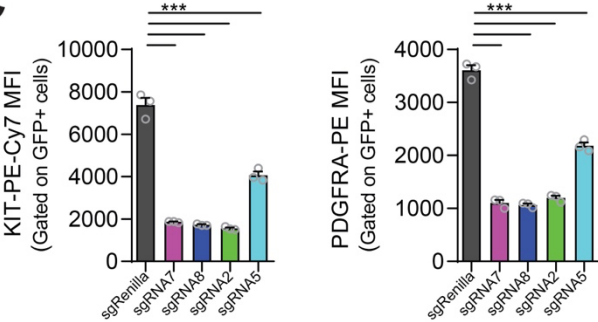 ***
KIT-PE-Cy7 MFI
(Gated on GFP+ cells)
10000
8000
6000
4000
2000
0
sgRenilla
sgRNA7
sgRNA8
sgRNA2
sgRNA5
***
PDGFRA-PE MFI
(Gated on GFP+ cells)
4000
3000
2000
1000
0
sgRenilla
sgRNA7
sgRNA8
sgRNA2
sgRNA5